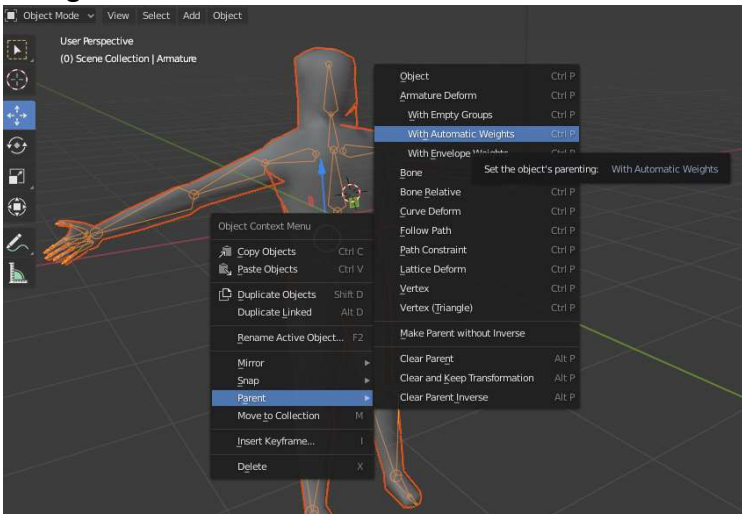 Object Mode View Select Add Object
User Perspective
(0) Scene Collection | Armature
Object Context Menu
Copy Objects Ctrl C
Paste Objects Ctrl V
Duplicate Objects Shift D
Duplicate Linked Alt D
Rename Active Object... F2
Mirror
Snap
Parent
Move to Collection M
Insert Keyframe... I
Delete X
Object Ctrl P
Armature Deform Ctrl P
With Empty Groups Ctrl P
With Automatic Weights Ctrl P
With Envelope Weights Ctrl P
Set the object's parenting: With Automatic Weights
Bone
Bone Relative Ctrl P
Curve Deform Ctrl P
Follow Path Ctrl P
Path Constraint Ctrl P
Lattice Deform Ctrl P
Vertex Ctrl P
Vertex (Triangle) Ctrl P
Make Parent without Inverse
Clear Parent Alt P
Clear and Keep Transformation Alt P
Clear Parent Inverse Alt P